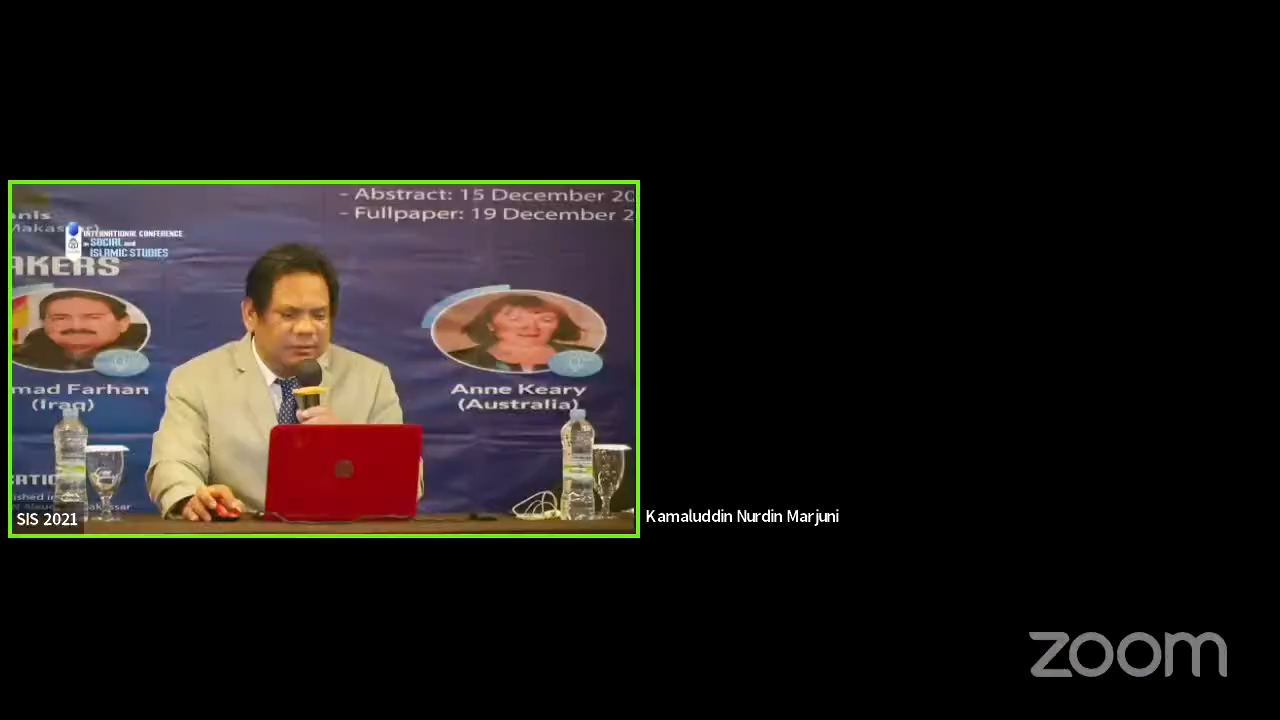 - Abstract: 15 December 20
- Fullpaper: 19 December 2
INTERNATIONAL CONFERENCE
SOCIAL and
ISLAMIC STUDIES
AKERS
mad Farhan
(Iraq)
Anne Keary
(Australia)
SIS 2021
Kamaluddin Nurdin Marjuni
zoom